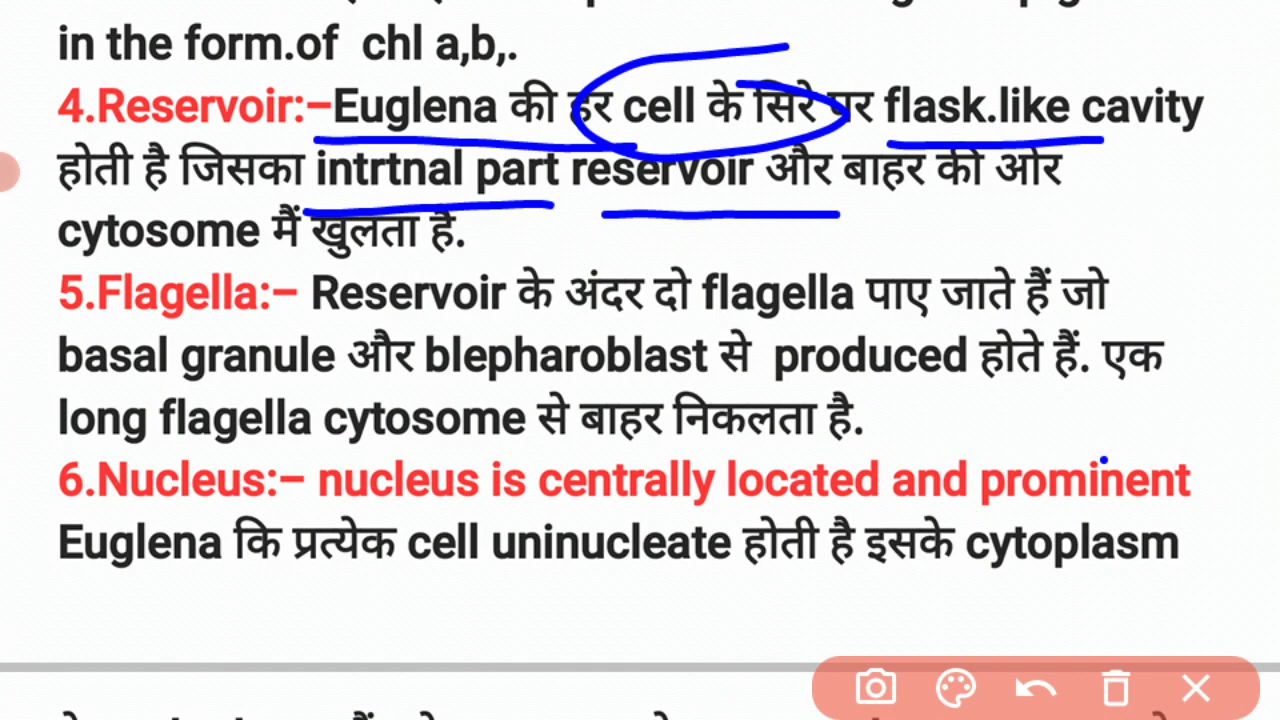 in the form.of chl a,b,.
4.Reservoir:–Euglena की हर cell के सिरे पर flask.like cavity
होती है जिसका intrtnal part reservoir और बाहर की ओर
cytosome मैं खुलता है.
5.Flagella:– Reservoir के अंदर दो flagella पाए जाते हैं जो
basal granule और blepharoblast से produced होते हैं. एक
long flagella cytosome से बाहर निकलता है.
6.Nucleus:– nucleus is centrally located and prominent
Euglena कि प्रत्येक cell uninucleate होती है इसके cytoplasm